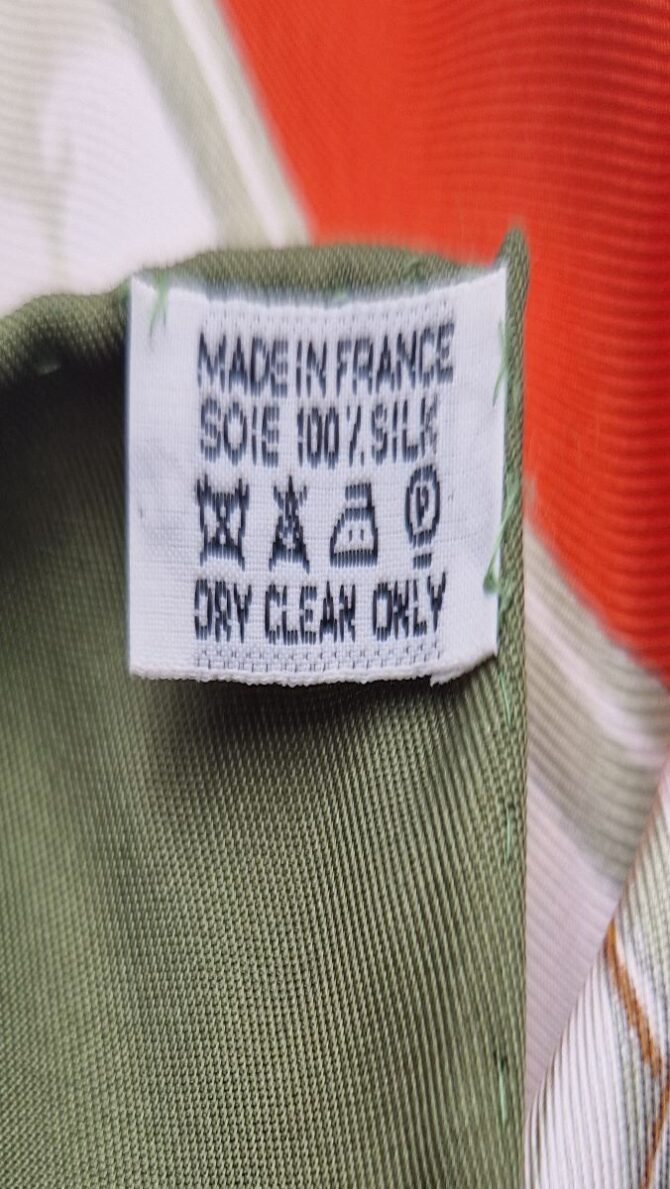 MADE IN FRANCE
SOIE 100% SILK
P
DRY CLEAN ONLY